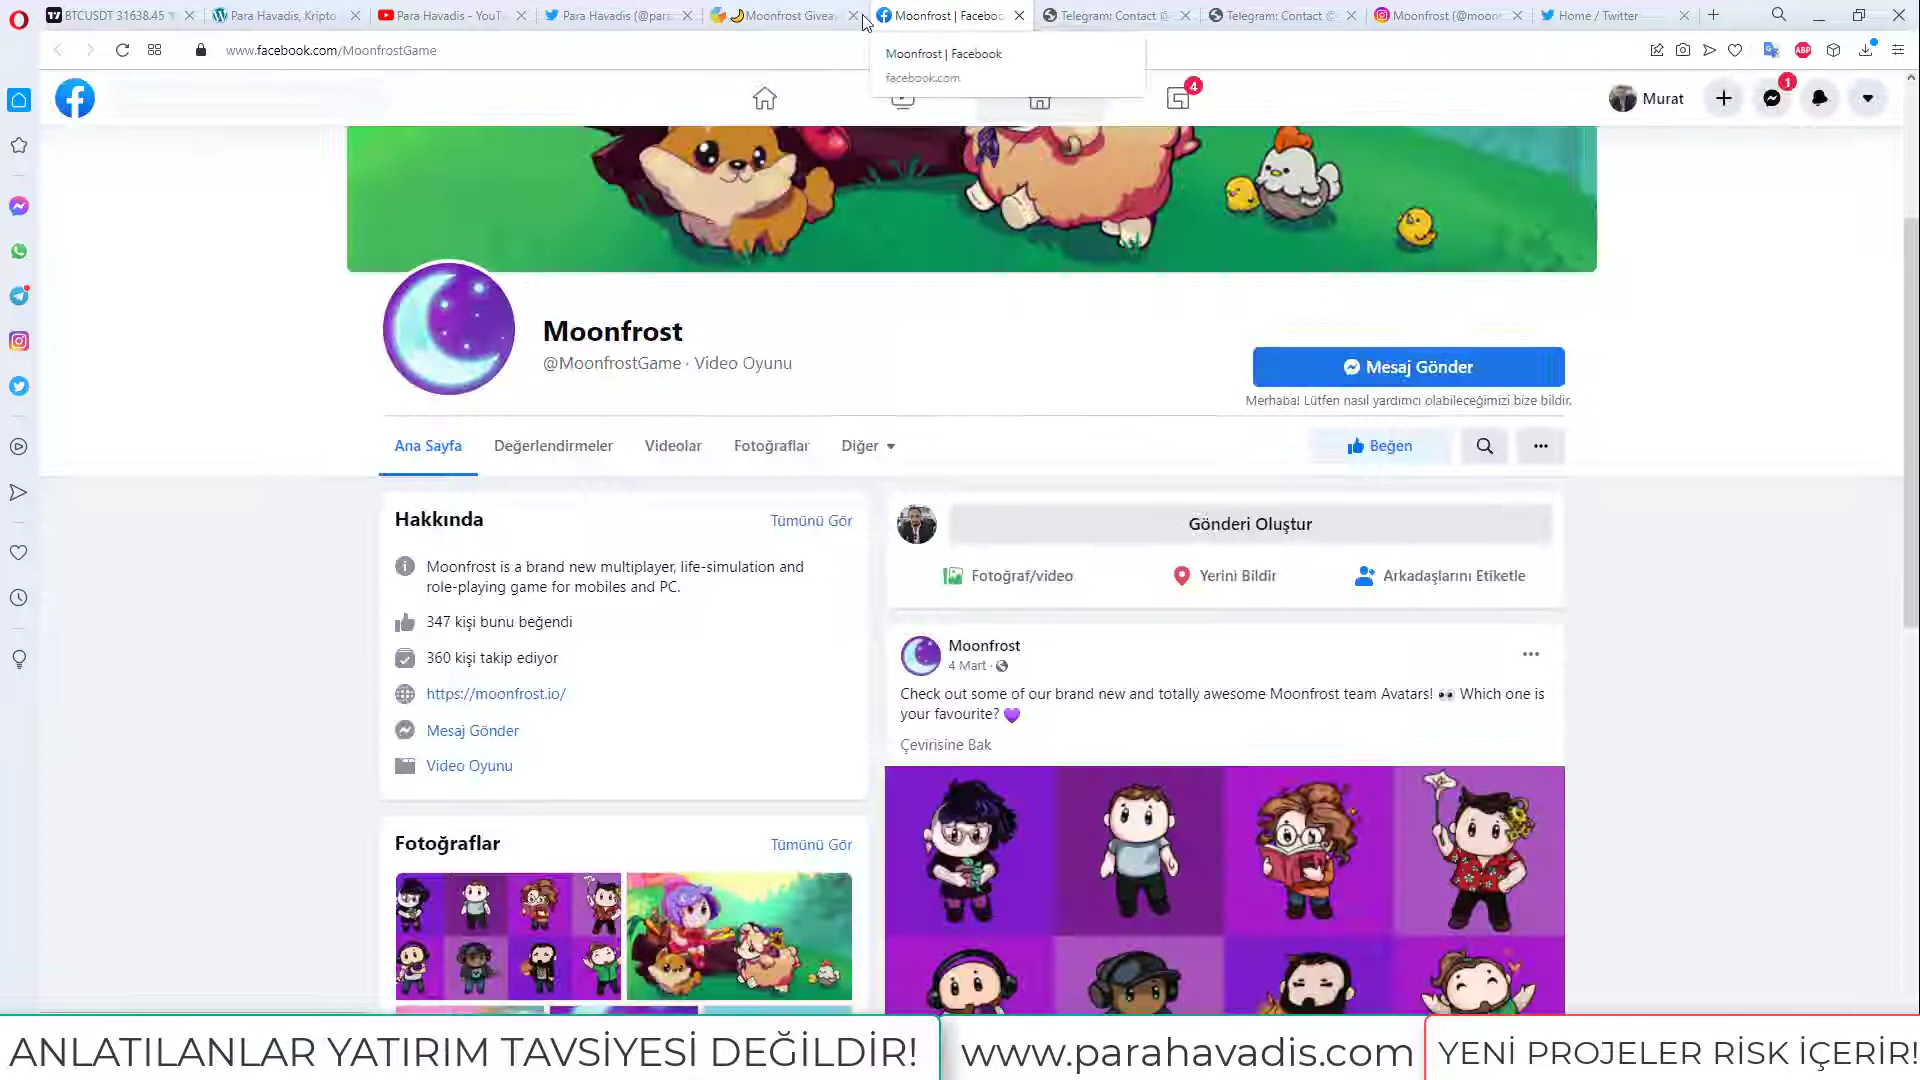 BTCUSDT 31638.45
Para Havadis, Kripto
Para Havadis - YouT
Para Havadis (@para
Moonfrost Giveav
Moonfrost | Faceboo
Telegram: Contact @
Telegram: Contact @
Moonfrost (@moon
Home / Twitter
www.facebook.com/MoonfrostGame
ABP
Moonfrost | Facebook
facebook.com
4
Murat
1
Moonfrost
@MoonfrostGame · Video Oyunu
Mesaj Gönder
Merhaba! Lütfen nasıl yardımcı olabileceğimizi bize bildir.
Ana Sayfa
Değerlendirmeler
Videolar
Fotoğraflar
Diğer
Beğen
Hakkında
Tümünü Gör
Moonfrost is a brand new multiplayer, life-simulation and
role-playing game for mobiles and PC.
347 kişi bunu beğendi
360 kişi takip ediyor
https://moonfrost.io/
Mesaj Gönder
Video Oyunu
Fotoğraflar
Tümünü Gör
Gönderi Oluştur
Fotoğraf/video
Yerini Bildir
Arkadaşlarını Etiketle
Moonfrost
4 Mart ·
Check out some of our brand new and totally awesome Moonfrost team Avatars! 👀 Which one is
your favourite? 💜
Çevirisine Bak
ANLATILANLAR YATIRIM TAVSİYESİ DEĞİLDİR!
www.parahavadis.com
YENİ PROJELER RİSK İÇERİR!